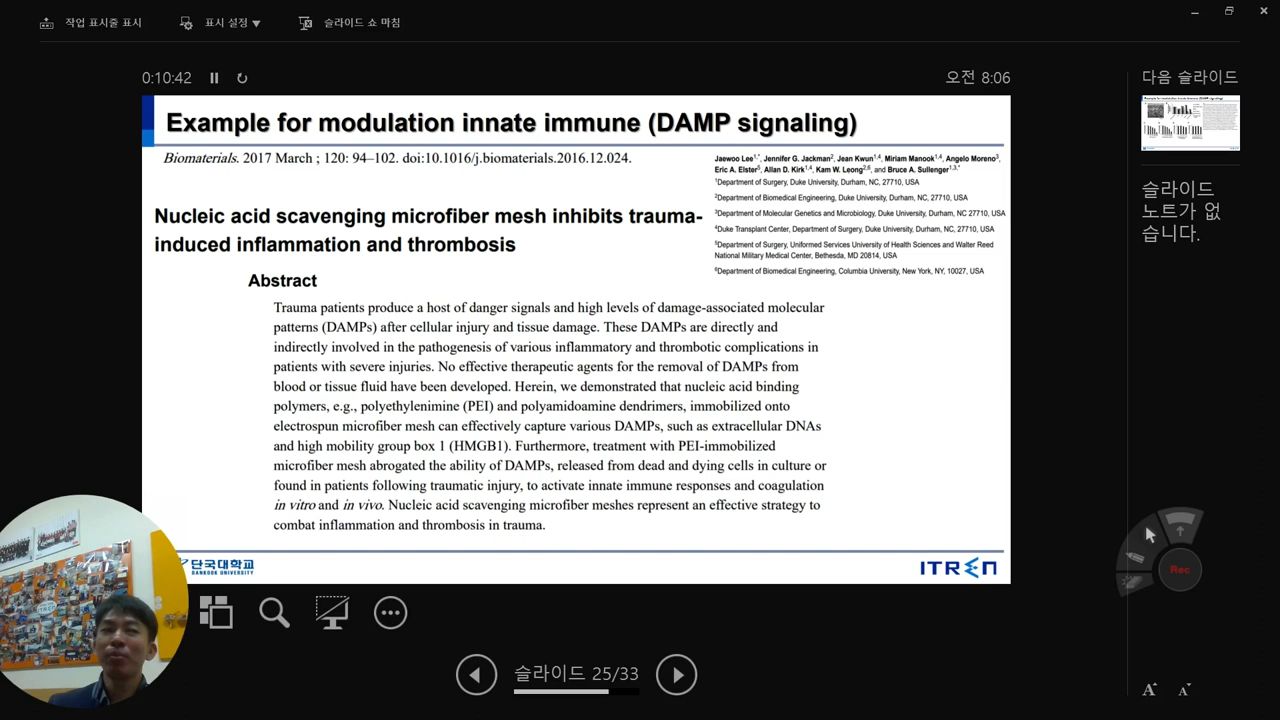 작업 표시줄 표시
표시 설정 ▼
슬라이드 쇼 마침
0:10:42
오전 8:06
다음 슬라이드
Example for modulation innate immune (DAMP signaling)
Biomaterials. 2017 March ; 120: 94–102. doi:10.1016/j.biomaterials.2016.12.024.
Jaewoo Lee1,*, Jennifer G. Jackman2, Jean Kwun1,4, Miriam Manook1,4, Angelo Moreno3,
Eric A. Elster5, Allan D. Kirk1,4, Kam W. Leong2,6, and Bruce A. Sullenger1,3,*
1Department of Surgery, Duke University, Durham, NC, 27710, USA
2Department of Biomedical Engineering, Duke University, Durham, NC, 27710, USA
3Department of Molecular Genetics and Microbiology, Duke University, Durham, NC 27710, USA
4Duke Transplant Center, Department of Surgery, Duke University, Durham, NC, 27710, USA
5Department of Surgery, Uniformed Services University of Health Sciences and Walter Reed
National Military Medical Center, Bethesda, MD 20814, USA
6Department of Biomedical Engineering, Columbia University, New York, NY, 10027, USA
Nucleic acid scavenging microfiber mesh inhibits trauma-
induced inflammation and thrombosis
Abstract
Trauma patients produce a host of danger signals and high levels of damage-associated molecular
patterns (DAMPs) after cellular injury and tissue damage. These DAMPs are directly and
indirectly involved in the pathogenesis of various inflammatory and thrombotic complications in
patients with severe injuries. No effective therapeutic agents for the removal of DAMPs from
blood or tissue fluid have been developed. Herein, we demonstrated that nucleic acid binding
polymers, e.g., polyethylenimine (PEI) and polyamidoamine dendrimers, immobilized onto
electrospun microfiber mesh can effectively capture various DAMPs, such as extracellular DNAs
and high mobility group box 1 (HMGB1). Furthermore, treatment with PEI-immobilized
microfiber mesh abrogated the ability of DAMPs, released from dead and dying cells in culture or
found in patients following traumatic injury, to activate innate immune responses and coagulation
in vitro and in vivo. Nucleic acid scavenging microfiber meshes represent an effective strategy to
combat inflammation and thrombosis in trauma.
단국대학교
DANKOOK UNIVERSITY
ITREN
슬라이드
노트가 없
습니다.
Rec
슬라이드 25/33
A A